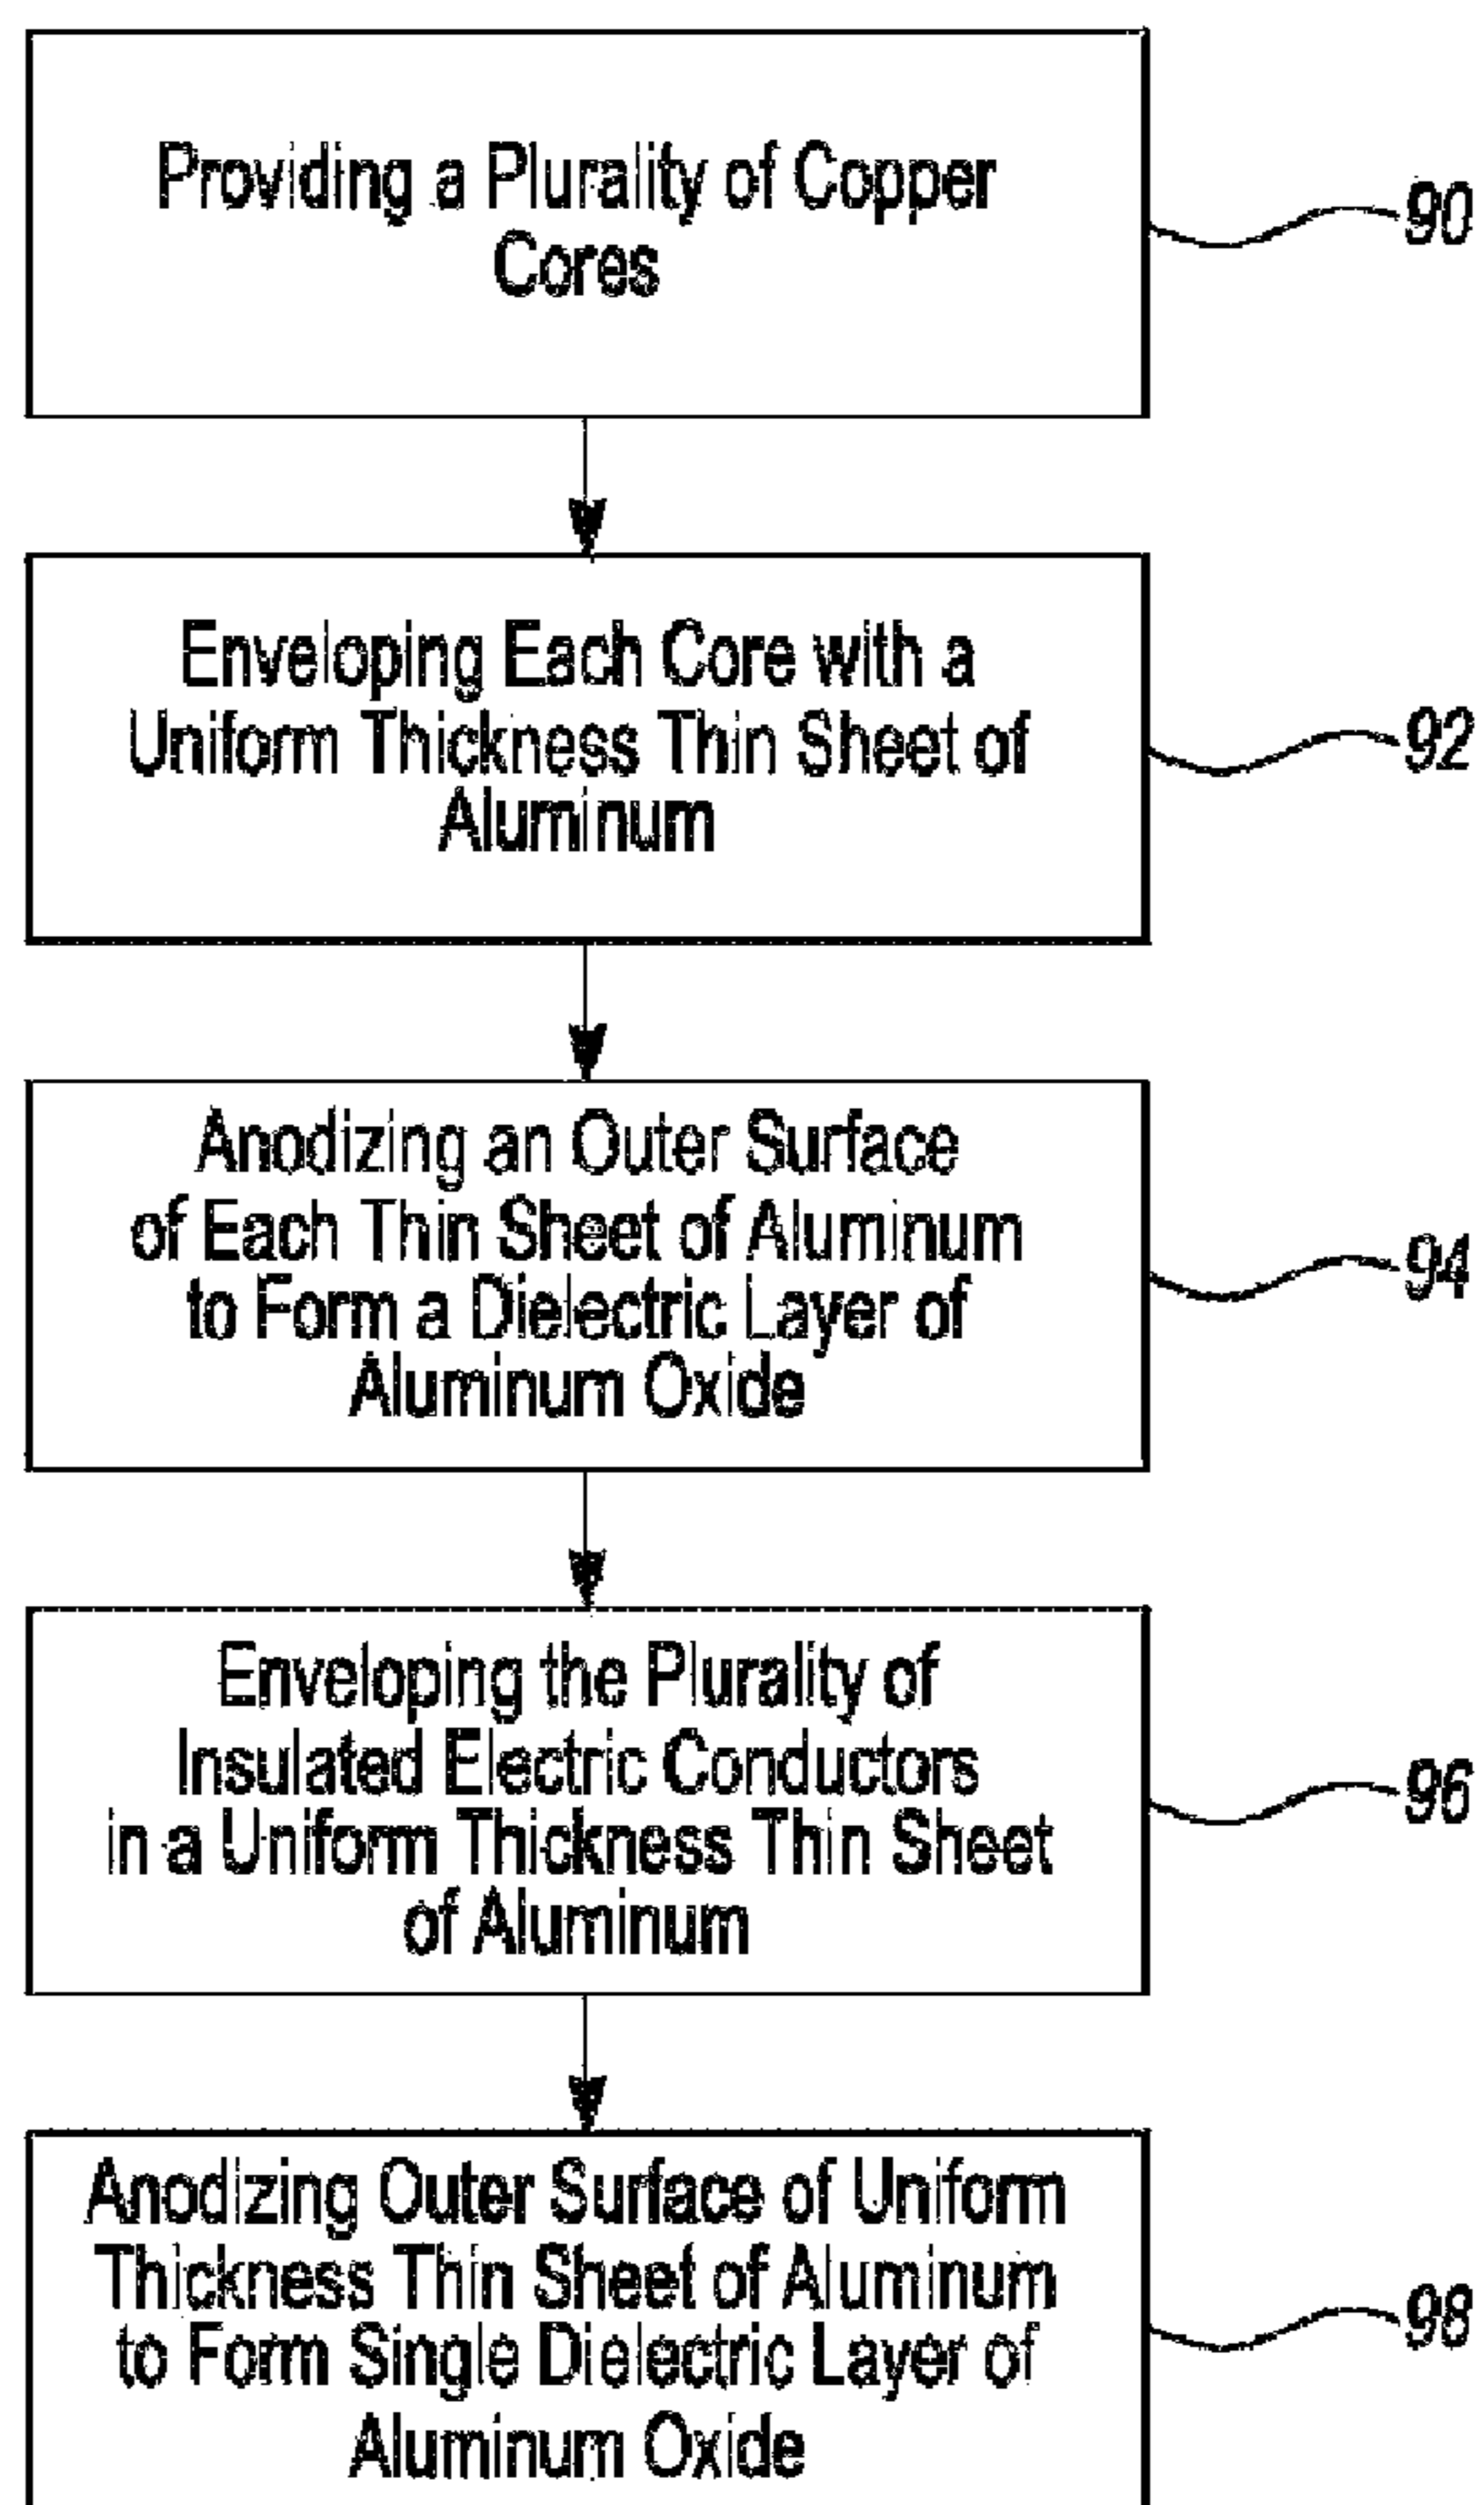 Providing a Plurality of Copper
Cores
90
Enveloping Each Core with a
Uniform Thickness Thin Sheet of
Aluminum
92
Anodizing an Outer Surface
of Each Thin Sheet of Aluminum
to Form a Dielectric Layer of
Aluminum Oxide
94
Enveloping the Plurality of
Insulated Electric Conductors
in a Uniform Thickness Thin Sheet
of Aluminum
96
Anodizing Outer Surface of Uniform
Thickness Thin Sheet of Aluminum
to Form Single Dielectric Layer of
Aluminum Oxide
98